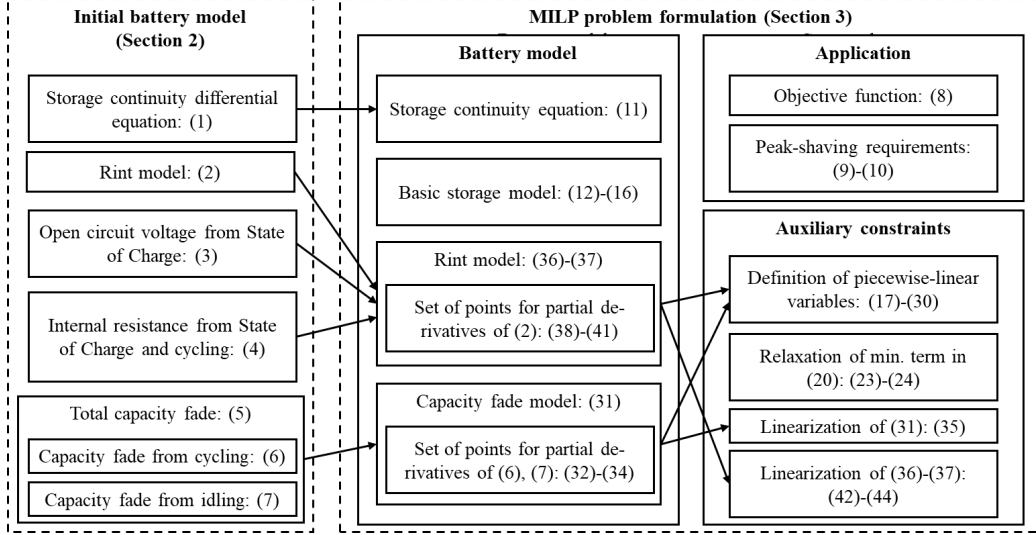 Initial battery model
(Section 2)
Storage continuity differential
equation: (1)
Rint model: (2)
Open circuit voltage from State
of Charge: (3)
Internal resistance from State
of Charge and cycling: (4)
Total capacity fade: (5)
Capacity fade from cycling: (6)
Capacity fade from idling: (7)
MILP problem formulation (Section 3)
Battery model
Storage continuity equation: (11)
Basic storage model: (12)-(16)
Rint model: (36)-(37)
Set of points for partial de-
rivatives of (2): (38)-(41)
Capacity fade model: (31)
Set of points for partial de-
rivatives of (6), (7): (32)-(34)
Application
Objective function: (8)
Peak-shaving requirements:
(9)-(10)
Auxiliary constraints
Definition of piecewise-linear
variables: (17)-(30)
Relaxation of min. term in
(20): (23)-(24)
Linearization of (31): (35)
Linearization of (36)-(37):
(42)-(44)